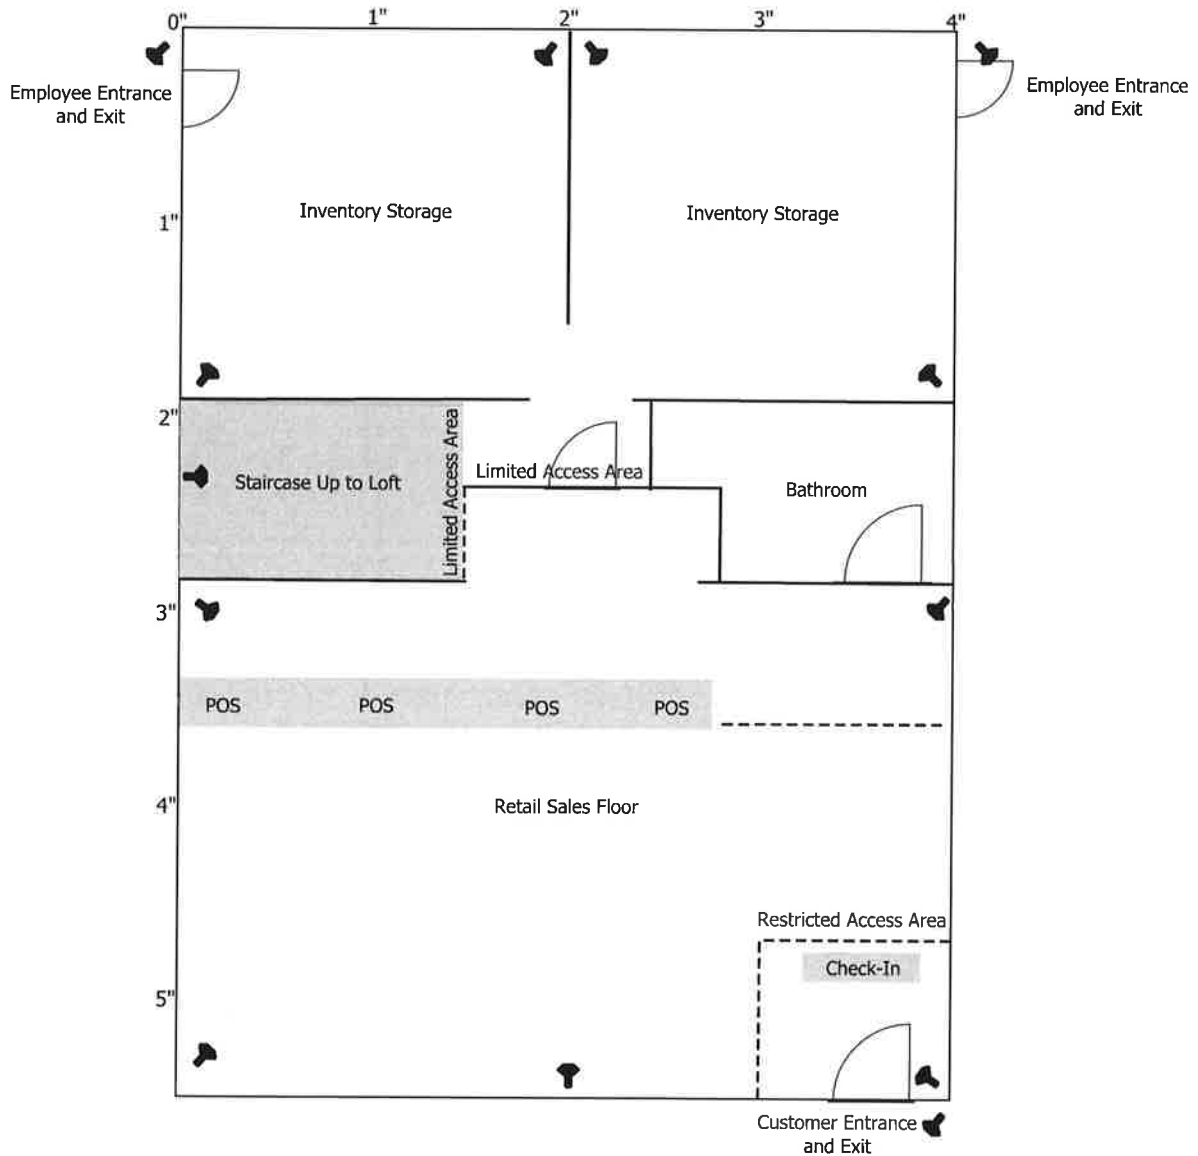 0" 1" 2" 3" 4"
Employee Entrance
and Exit
Employee Entrance
and Exit
1"
Inventory Storage
Inventory Storage
2"
Limited Access Area
Limited Access Area
Staircase Up to Loft
Bathroom
3"
POS POS POS POS
4"
Retail Sales Floor
Restricted Access Area
Check-In
5"
Customer Entrance
and Exit